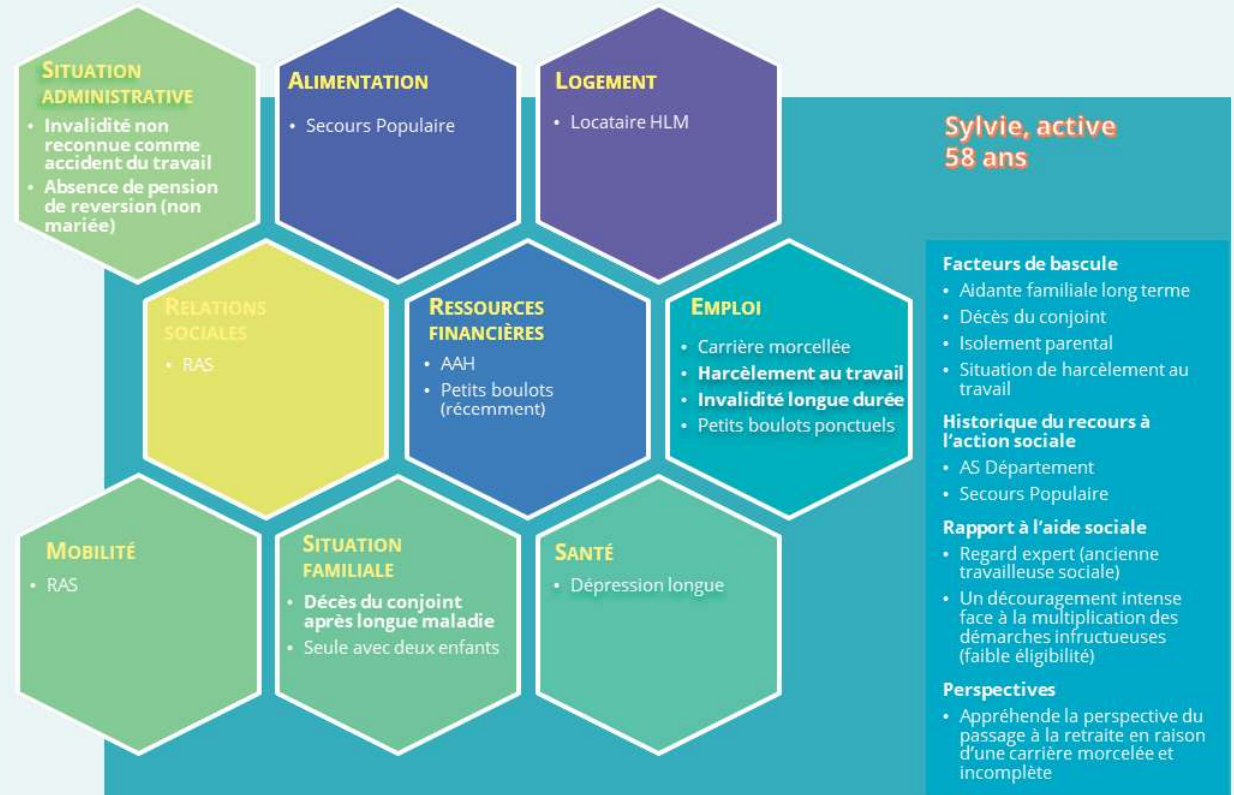 SITUATION
ADMINISTRATIVE
• Invalidité non
reconnue comme
accident du travail
• Absence de pension
de reversion (non
mariée)
ALIMENTATION
• Secours Populaire
LOGEMENT
• Locataire HLM
Sylvie, active
58 ans
RELATIONS
SOCIALES
• RAS
RESSOURCES
FINANCIÈRES
• AAH
• Petits boulots
(récemment)
EMPLOI
• Carrière morcellée
• Harcèlement au travail
• Invalidité longue durée
• Petits boulots ponctuels
MOBILITÉ
• RAS
SITUATION
FAMILIALE
• Décès du conjoint
après longue maladie
• Seule avec deux enfants
SANTÉ
• Dépression longue
Facteurs de bascule
• Aidante familiale long terme
• Décès du conjoint
• Isolement parental
• Situation de harcèlement au
travail
Historique du recours à
l'action sociale
• AS Département
• Secours Populaire
Rapport à l'aide sociale
• Regard expert (ancienne
travailleuse sociale)
• Un découragement intense
face à la multiplication des
démarches infructueuses
(faible éligibilité)
Perspectives
• Appréhende la perspective du
passage à la retraite en raison
d'une carrière morcelée et
incomplète